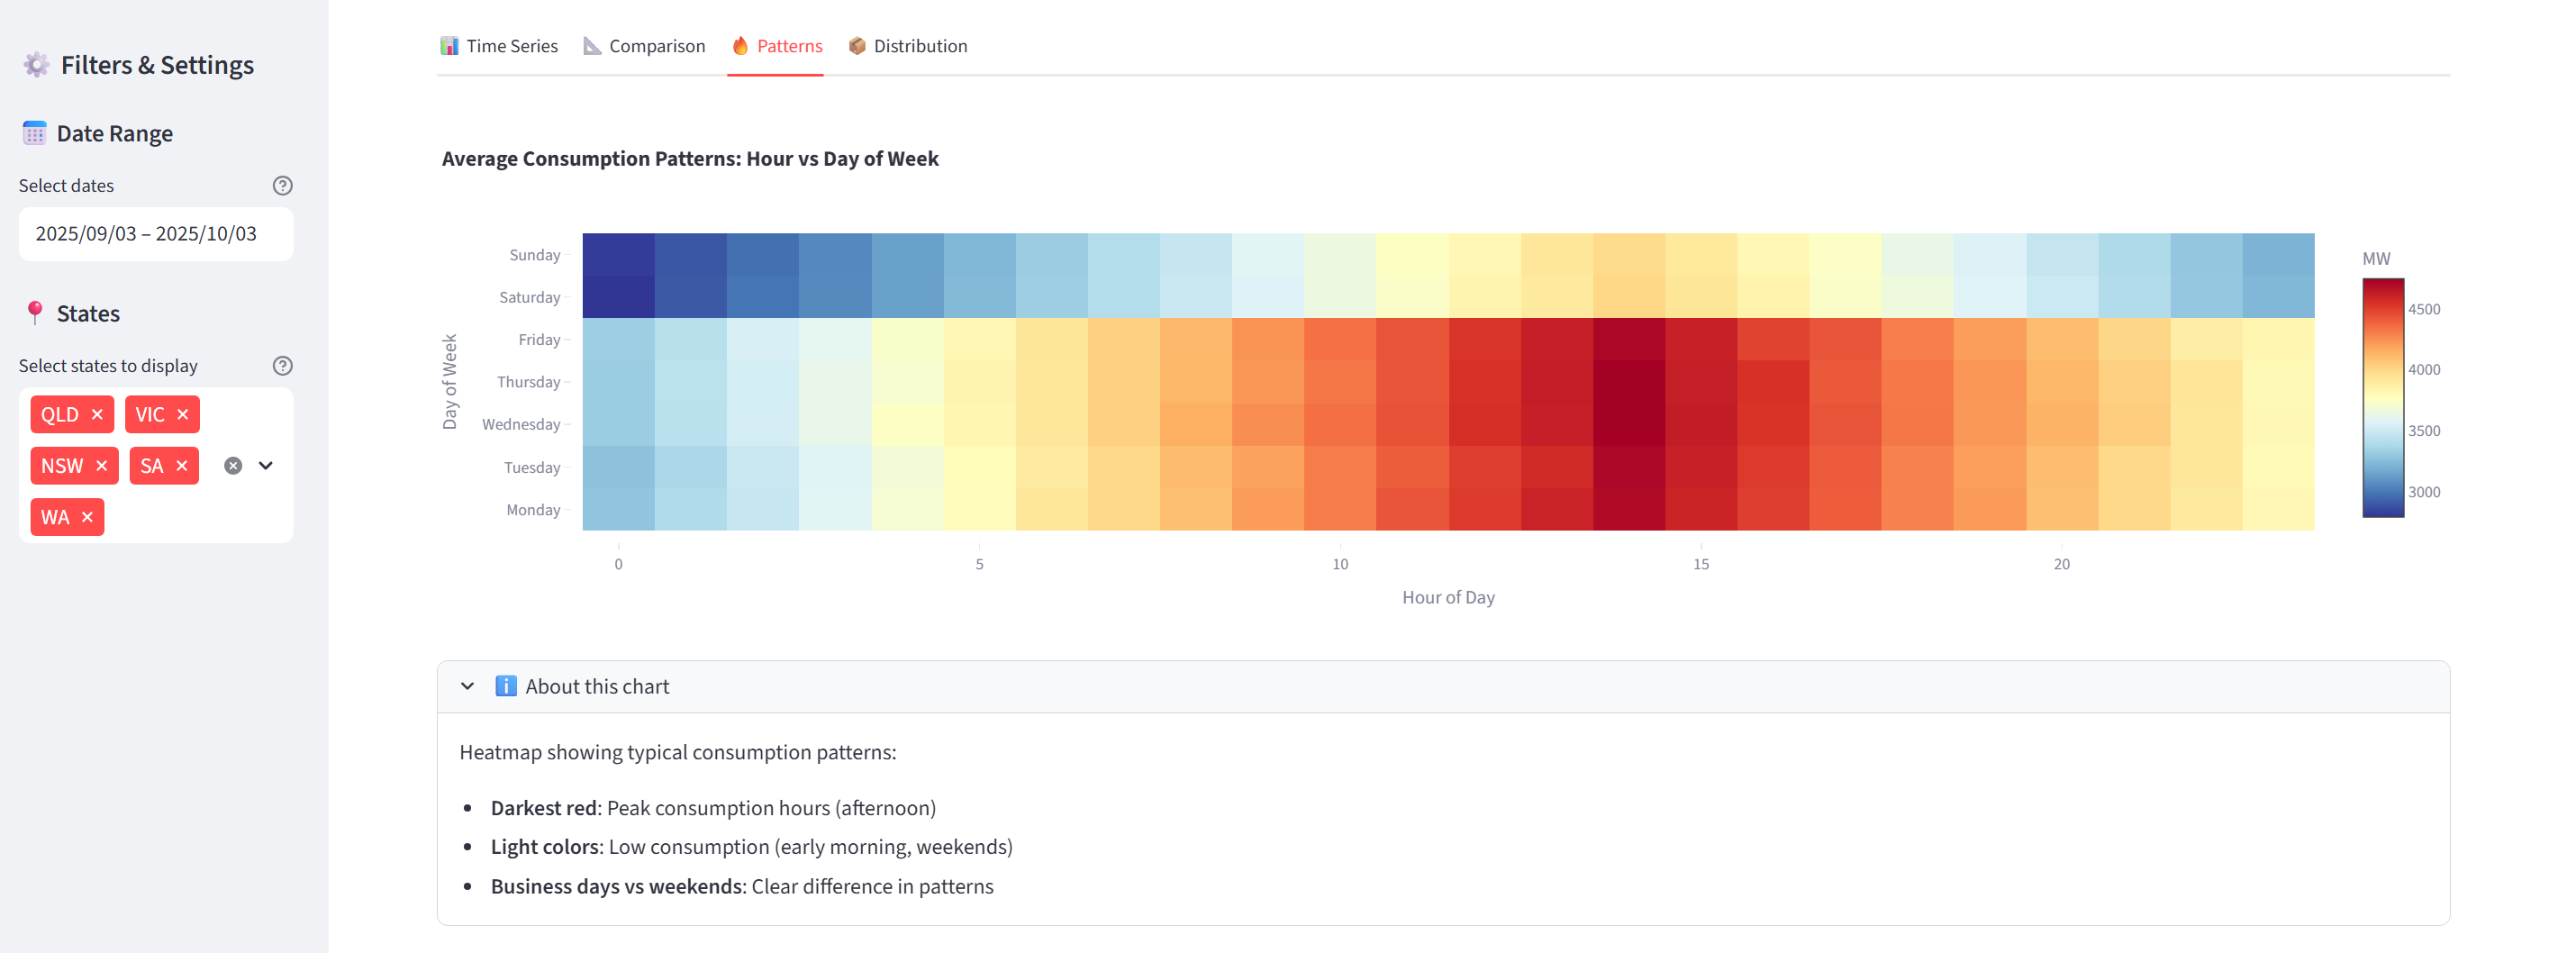 Filters & Settings
Date Range
Select dates
2025/09/03 – 2025/10/03
States
Select states to display
QLD × VIC ×
NSW × SA ×
WA ×
Time Series Comparison Patterns Distribution
Average Consumption Patterns: Hour vs Day of Week
Day of Week
Sunday
Saturday
Friday
Thursday
Wednesday
Tuesday
Monday
0 5 10 15 20
Hour of Day
MW
4500
4000
3500
3000
About this chart
Heatmap showing typical consumption patterns:
• Darkest red: Peak consumption hours (afternoon)
• Light colors: Low consumption (early morning, weekends)
• Business days vs weekends: Clear difference in patterns